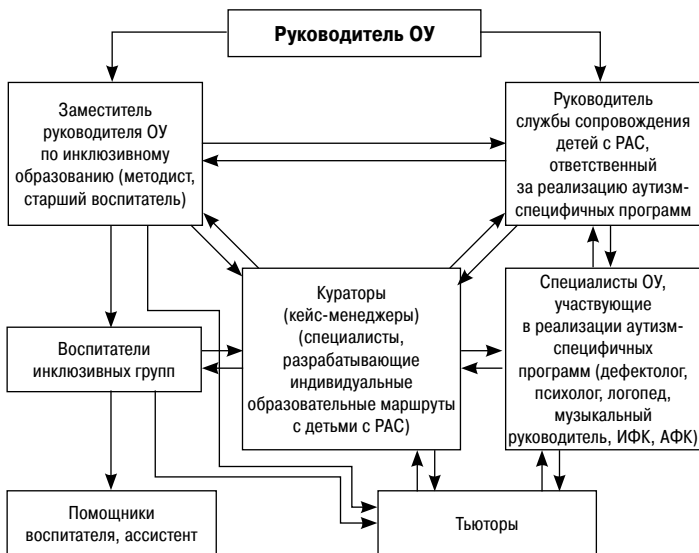 Руководитель ОУ
Заместитель
руководителя ОУ
по инклюзивному
образованию (методист,
старший воспитатель)
Руководитель
службы сопровождения
детей с РАС,
ответственный
за реализацию аутизм-
специфичных программ
Кураторы
(кейс-менеджеры)
(специалисты,
разрабатывающие
индивидуальные
образовательные маршруты
с детьми с РАС)
Специалисты ОУ,
участвующие
в реализации аутизм-
специфичных
программ (дефектолог,
психолог, логопед,
музыкальный
руководитель, ИФК, АФК)
Воспитатели
инклюзивных групп
Помощники
воспитателя, ассистент
Тьюторы